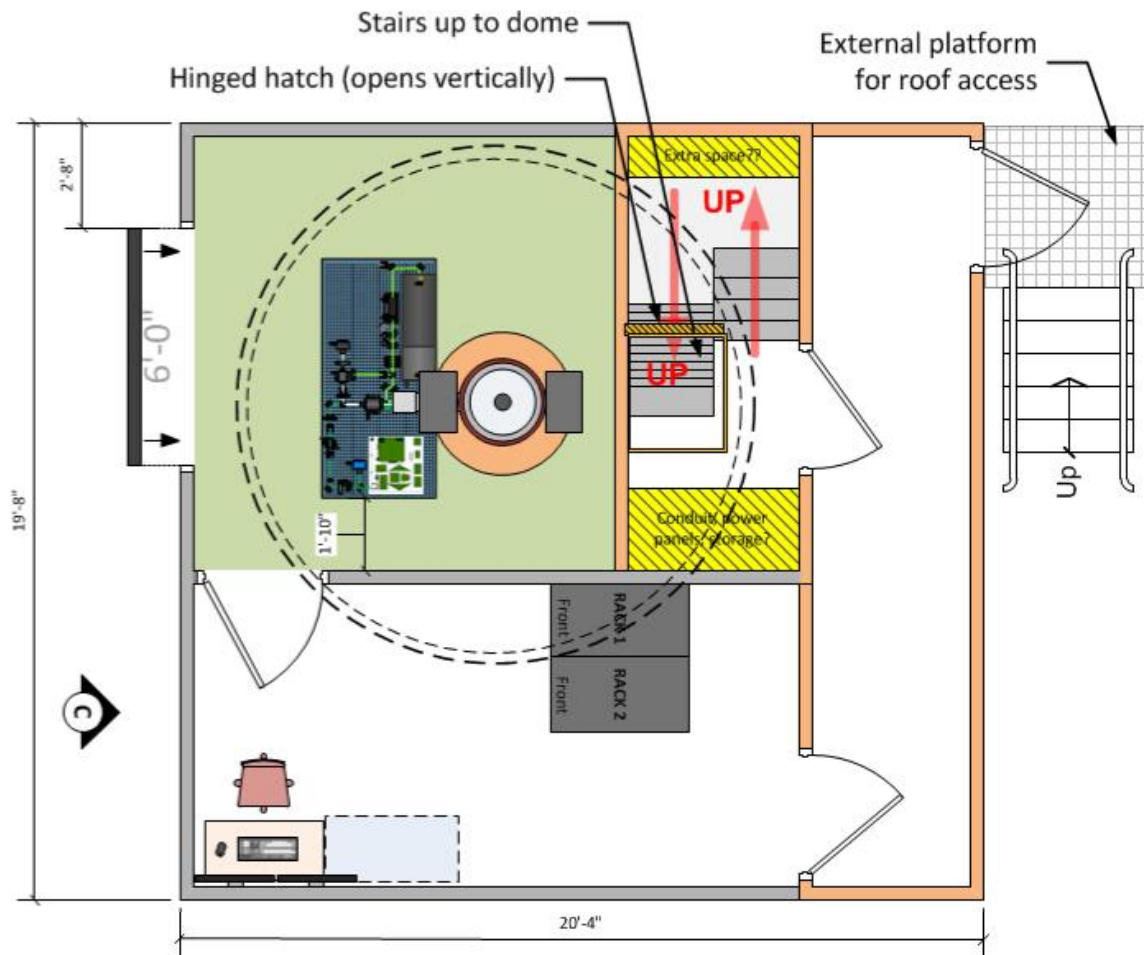 Stairs up to dome
Hinged hatch (opens vertically)
External platform
for roof access
2'-8"
Extra space??
UP
6'-0"
UP
Up
19'-8"
1'-10"
Conduit, power
panels, storage?
RACK 1
Front
RACK 2
Front
C
20'-4"